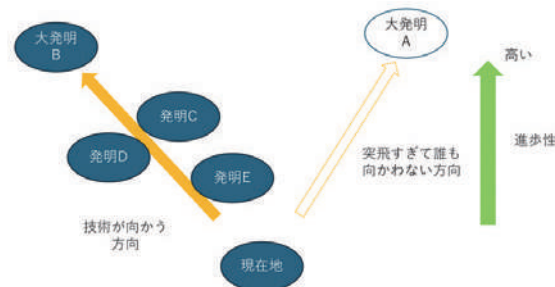 大発明
B
発明C
発明D
発明E
技術が向かう
方向
現在地
大発明
A
突飛すぎて誰も
向かわない方向
高い
進歩性